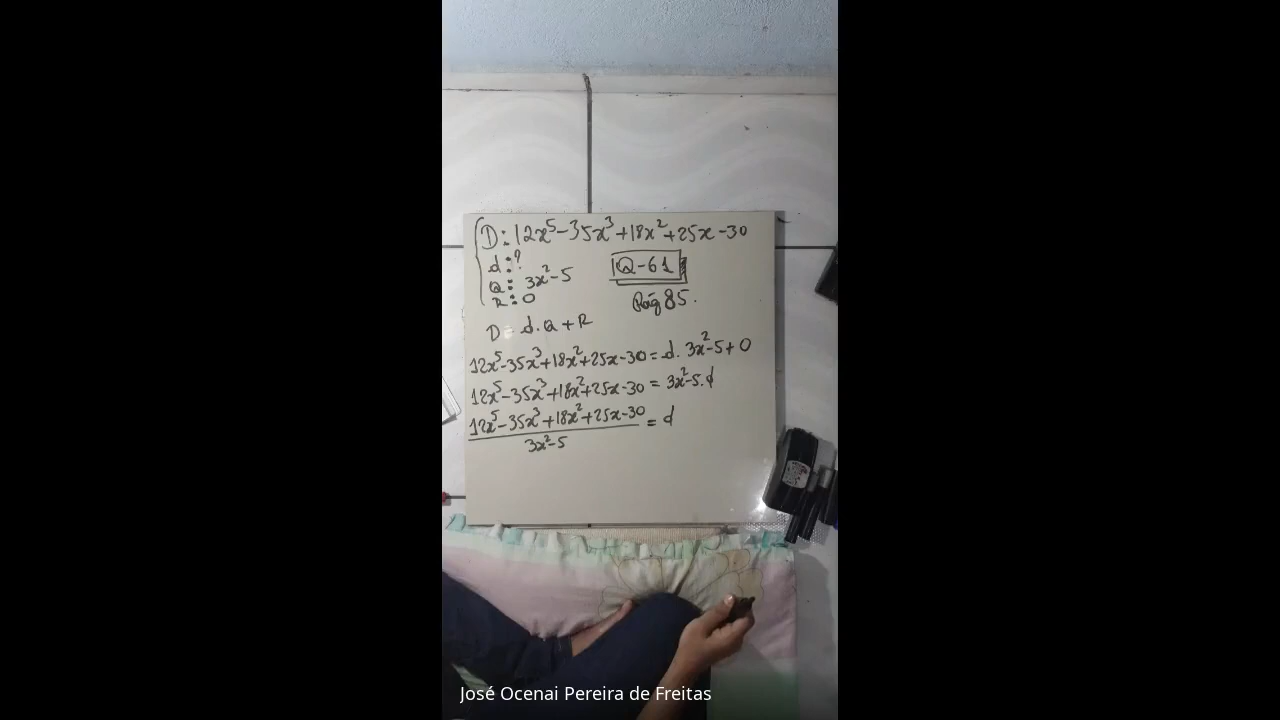 D: 12x⁵-35x³+18x²+25x-30
d: ?
Q: 3x²-5
R: 0
Q-61
Pág 85.
D = d.Q+R
12x⁵-35x³+18x²+25x-30 = d. 3x²-5+0
12x⁵-35x³+18x²+25x-30 = 3x²-5.d
12x⁵-35x³+18x²+25x-30 = d
3x²-5
José Ocenai Pereira de Freitas